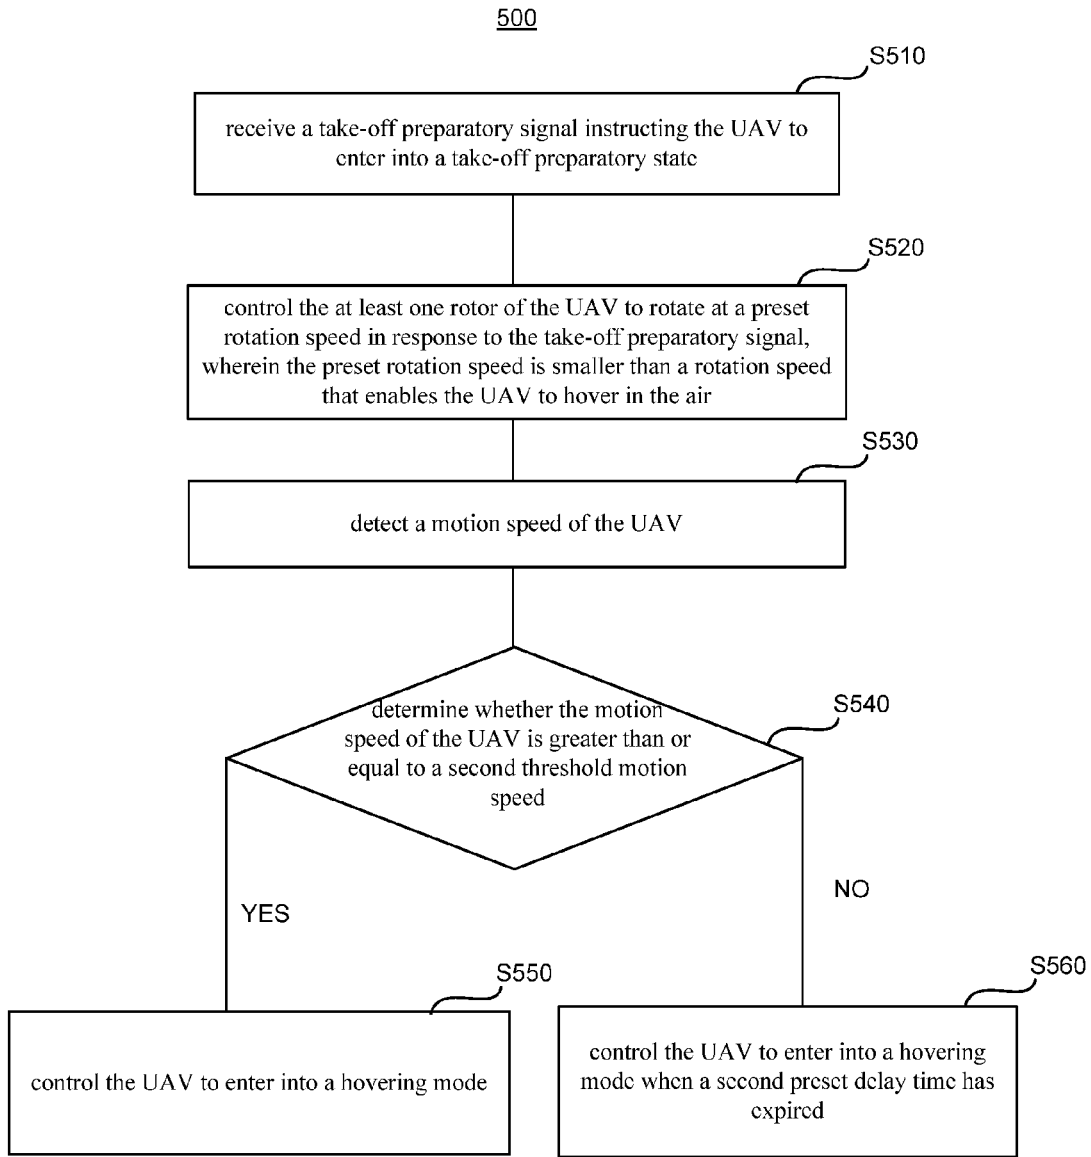 500
S510
receive a take-off preparatory signal instructing the UAV to
enter into a take-off preparatory state
S520
control the at least one rotor of the UAV to rotate at a preset
rotation speed in response to the take-off preparatory signal,
wherein the preset rotation speed is smaller than a rotation speed
that enables the UAV to hover in the air
S530
detect a motion speed of the UAV
S540
determine whether the motion
speed of the UAV is greater than or
equal to a second threshold motion
speed
YES
NO
S550
control the UAV to enter into a hovering mode
S560
control the UAV to enter into a hovering
mode when a second preset delay time has
expired